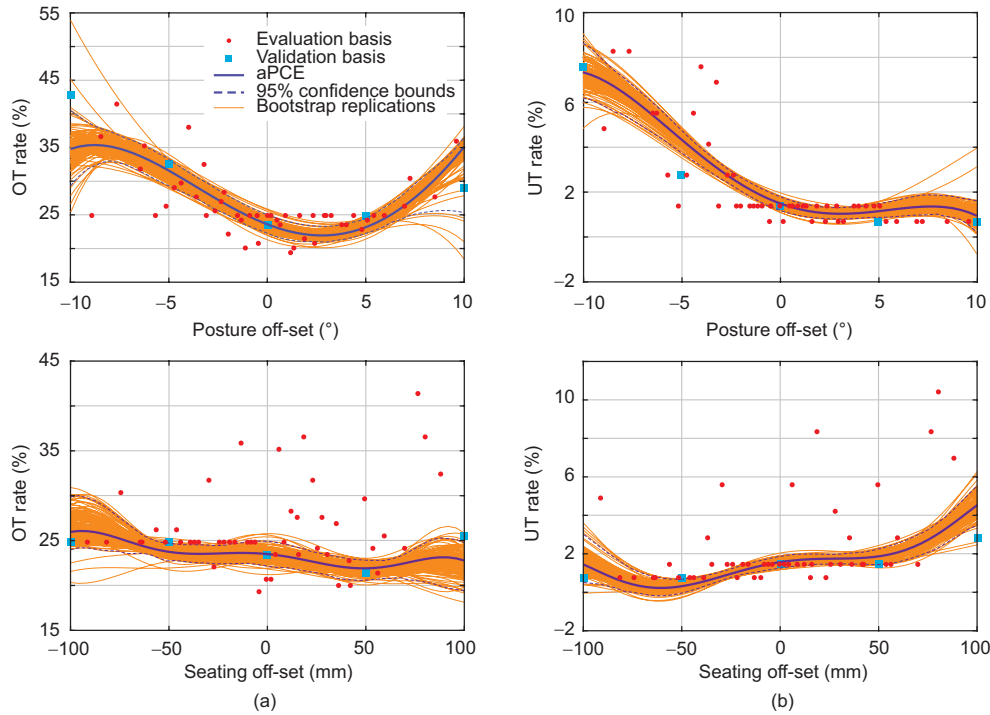 55
45
35
25
15
OT rate (%)
Evaluation basis
Validation basis
aPCE
95% confidence bounds
Bootstrap replications
–10
–5
0
5
10
Posture off-set (°)
10
6
2
–2
UT rate (%)
–10
–5
0
5
10
Posture off-set (°)
45
35
25
15
OT rate (%)
–100
–50
0
50
100
Seating off-set (mm)
(a)
10
6
2
–2
UT rate (%)
–100
–50
0
50
100
Seating off-set (mm)
(b)